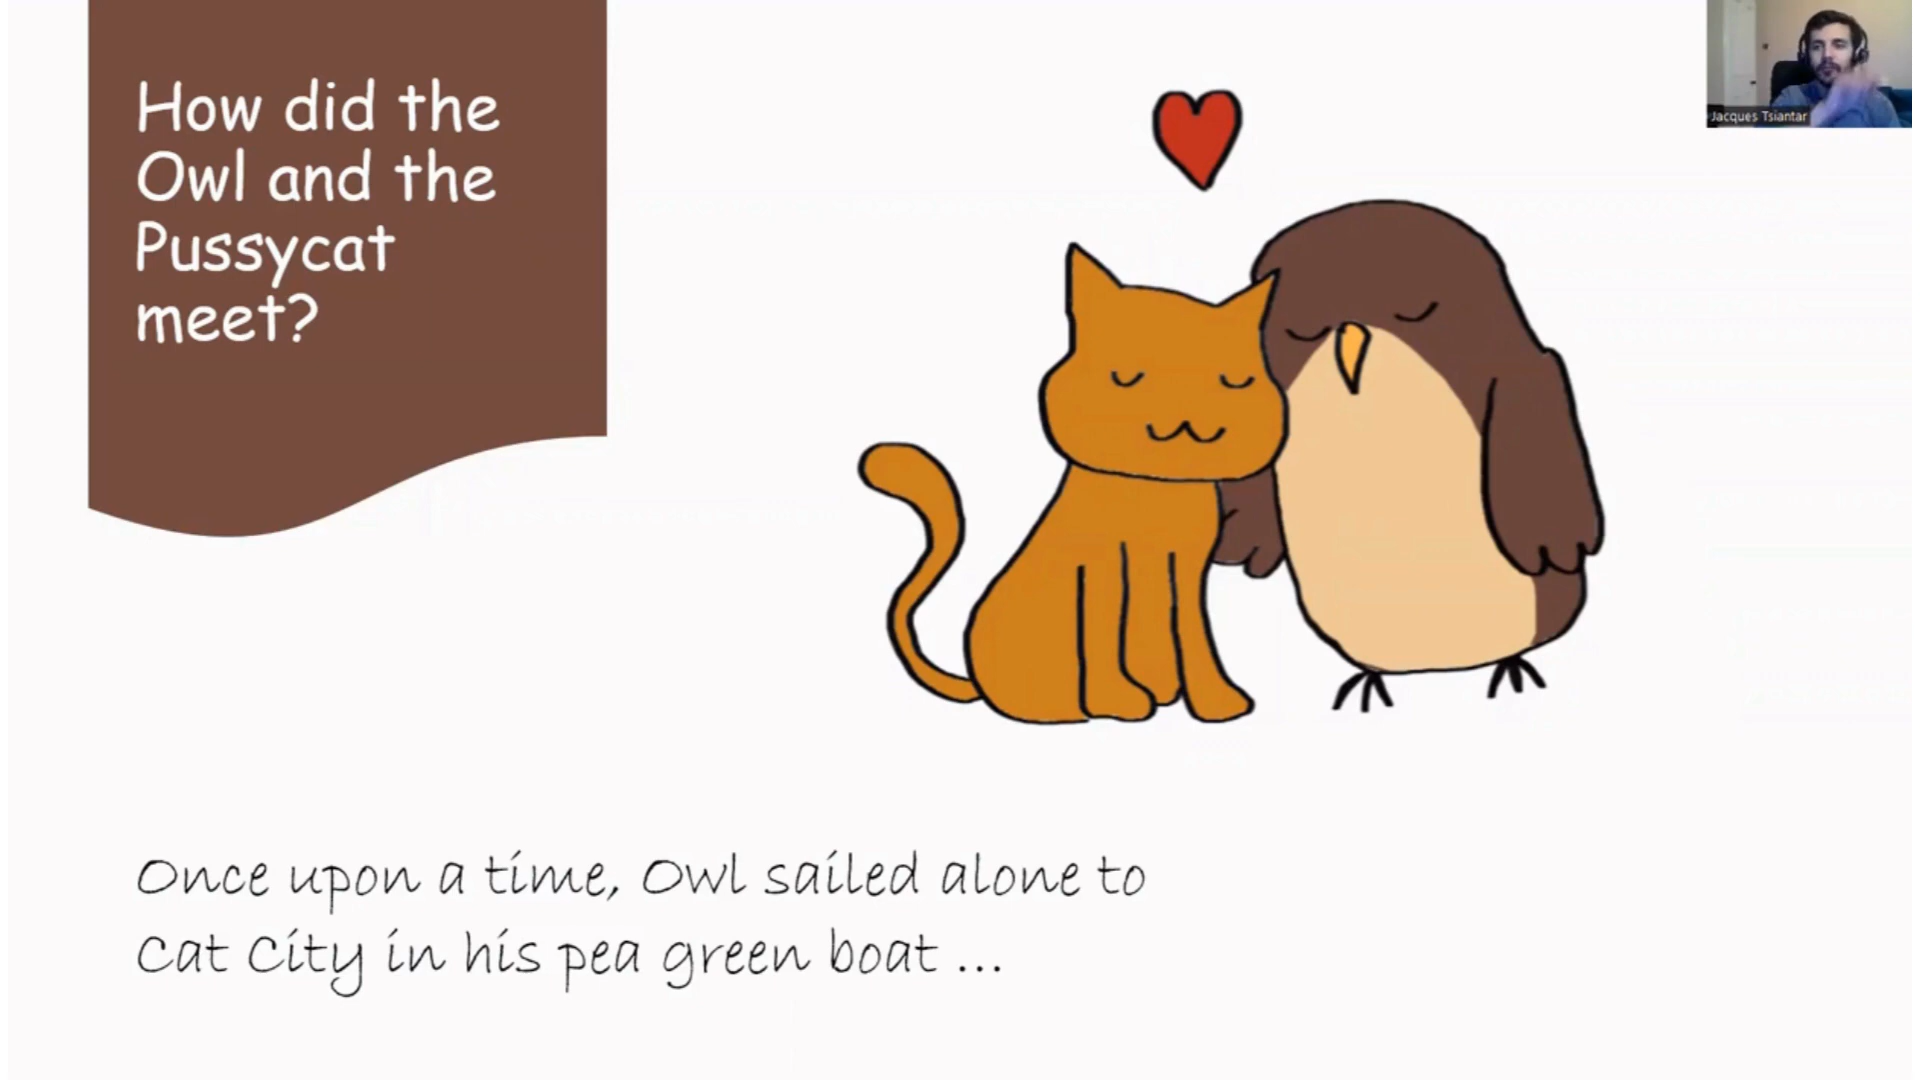 How did the
Owl and the
Pussycat
meet?
Jacques Tsiantar
Once upon a time, Owl sailed alone to
Cat City in his pea green boat ...